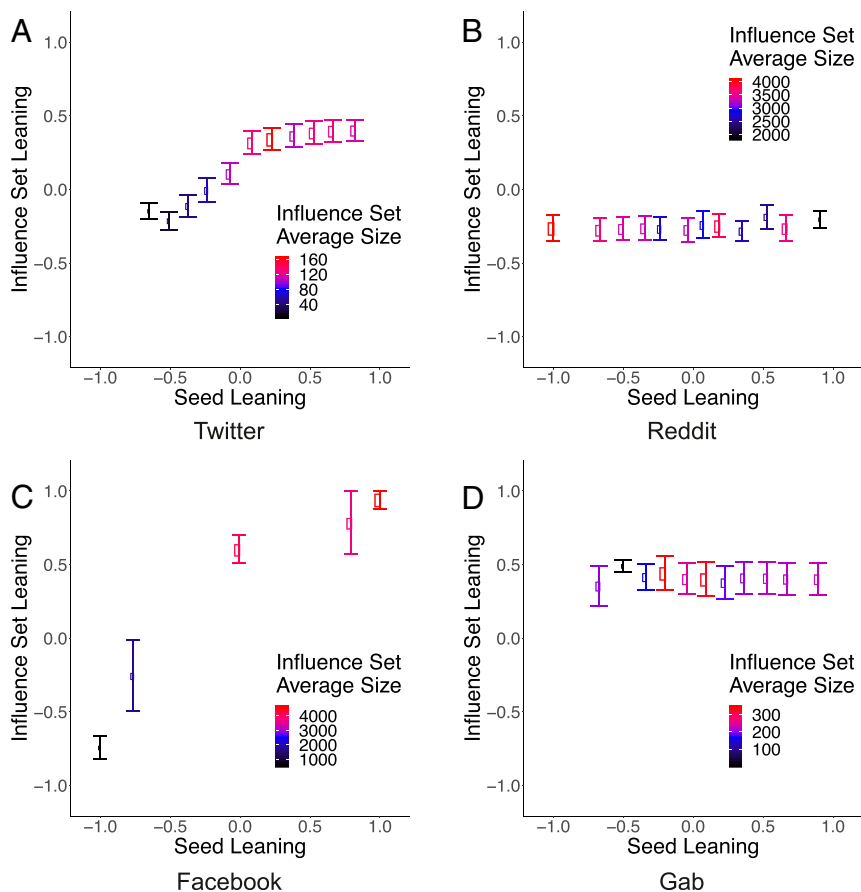 A
Influence Set Leaning
1.0
0.5
0.0
−0.5
−1.0
Influence Set
Average Size
160
120
80
40
−1.0 −0.5 0.0 0.5 1.0
Seed Leaning
Twitter
B
Influence Set Leaning
1.0
0.5
0.0
−0.5
−1.0
Influence Set
Average Size
4000
3500
3000
2500
2000
−1.0 −0.5 0.0 0.5 1.0
Seed Leaning
Reddit
C
Influence Set Leaning
1.0
0.5
0.0
−0.5
−1.0
Influence Set
Average Size
4000
3000
2000
1000
−1.0 −0.5 0.0 0.5 1.0
Seed Leaning
Facebook
D
Influence Set Leaning
1.0
0.5
0.0
−0.5
−1.0
Influence Set
Average Size
300
200
100
−1.0 −0.5 0.0 0.5 1.0
Seed Leaning
Gab